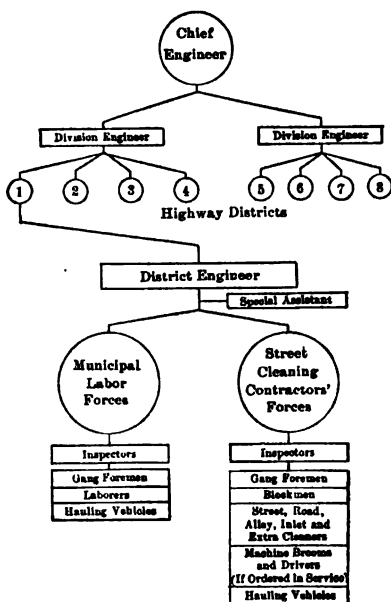 Chief
Engineer
Division Engineer
Division Engineer
1 2 3 4 5 6 7 8
Highway Districts
District Engineer
Special Assistant
Municipal
Labor
Forces
Street
Cleaning
Contractors'
Forces
Inspectors
Gang Foremen
Laborers
Hauling Vehicles
Inspectors
Gang Foremen
Blockmen
Street, Road,
Alley, Inlet and
Extra Cleaners
Machine Brooms
and Drivers
(If Ordered in Service)
Hauling Vehicles